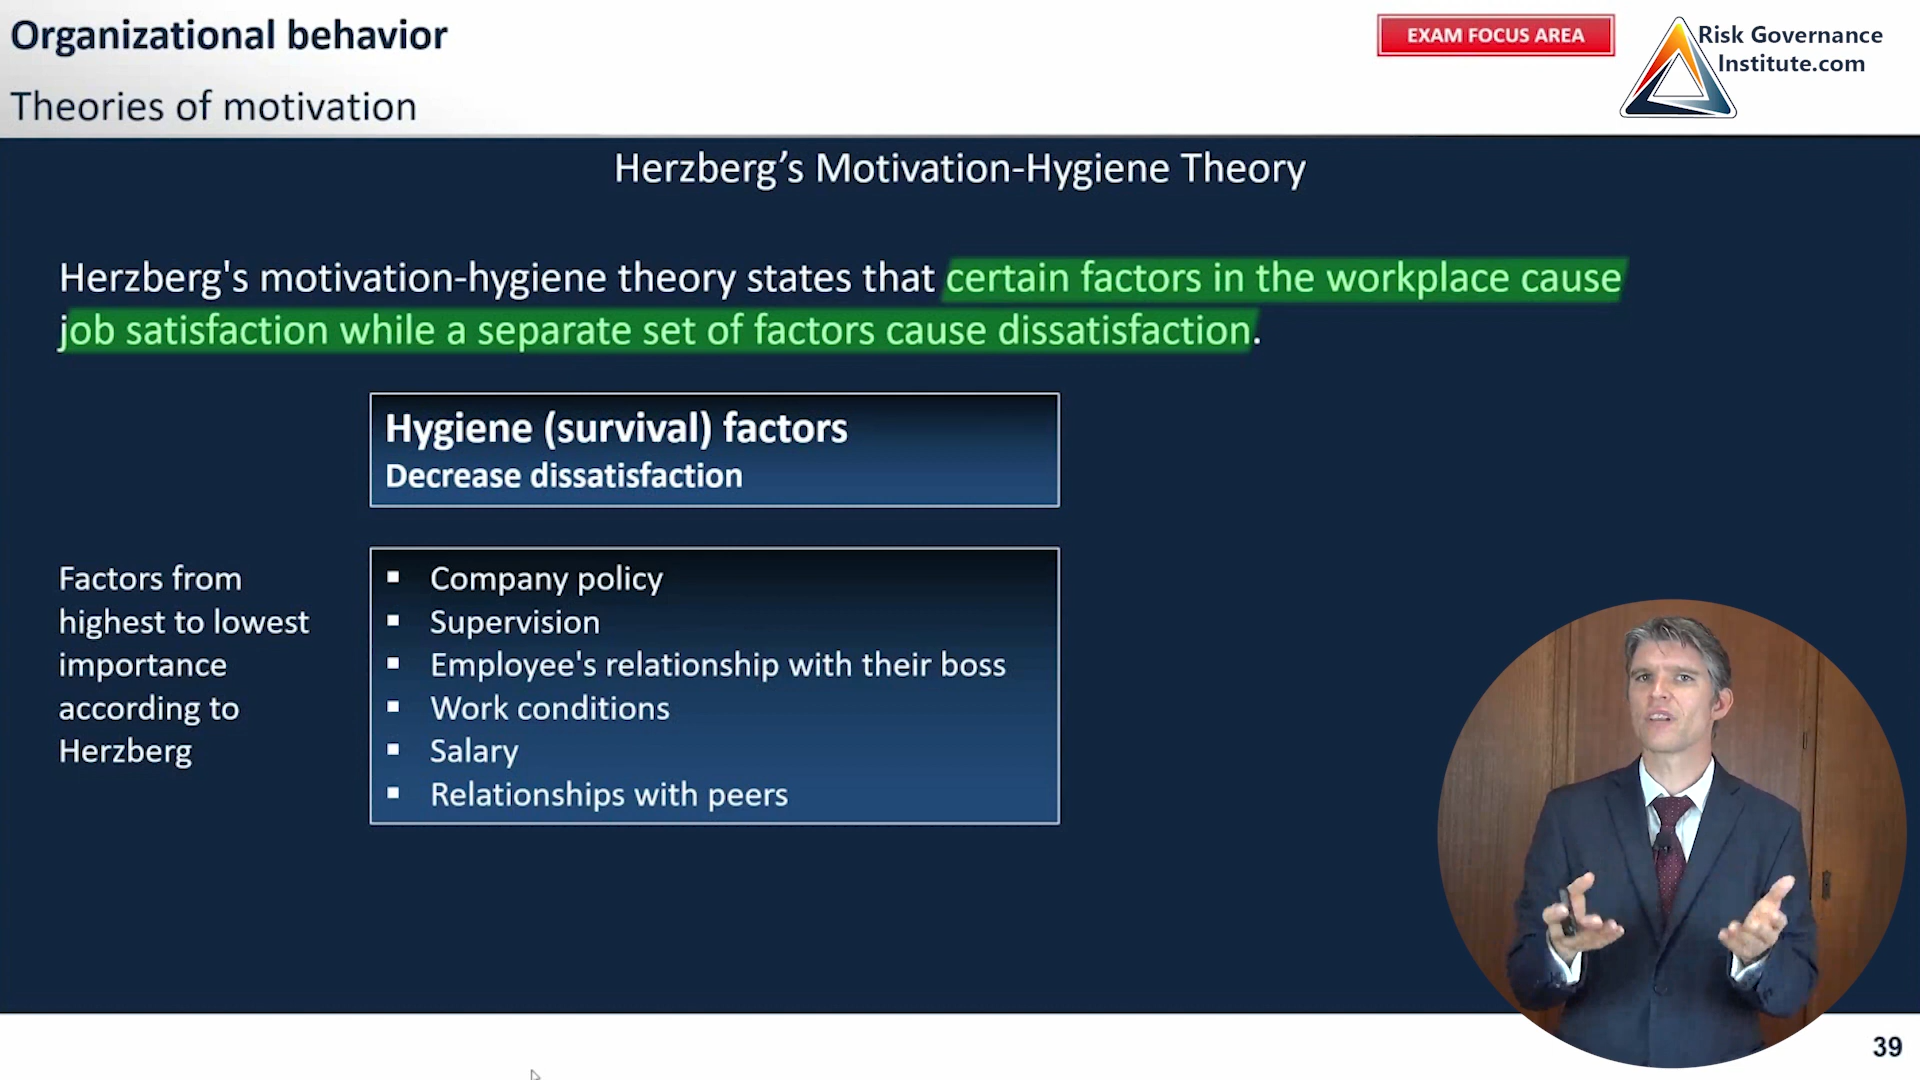 Organizational behavior
EXAM FOCUS AREA
Risk Governance
Institute.com
Theories of motivation
Herzberg’s Motivation-Hygiene Theory
Herzberg's motivation-hygiene theory states that certain factors in the workplace cause
job satisfaction while a separate set of factors cause dissatisfaction.
Hygiene (survival) factors
Decrease dissatisfaction
Factors from
highest to lowest
importance
according to
Herzberg
▪ Company policy
▪ Supervision
▪ Employee's relationship with their boss
▪ Work conditions
▪ Salary
▪ Relationships with peers
39